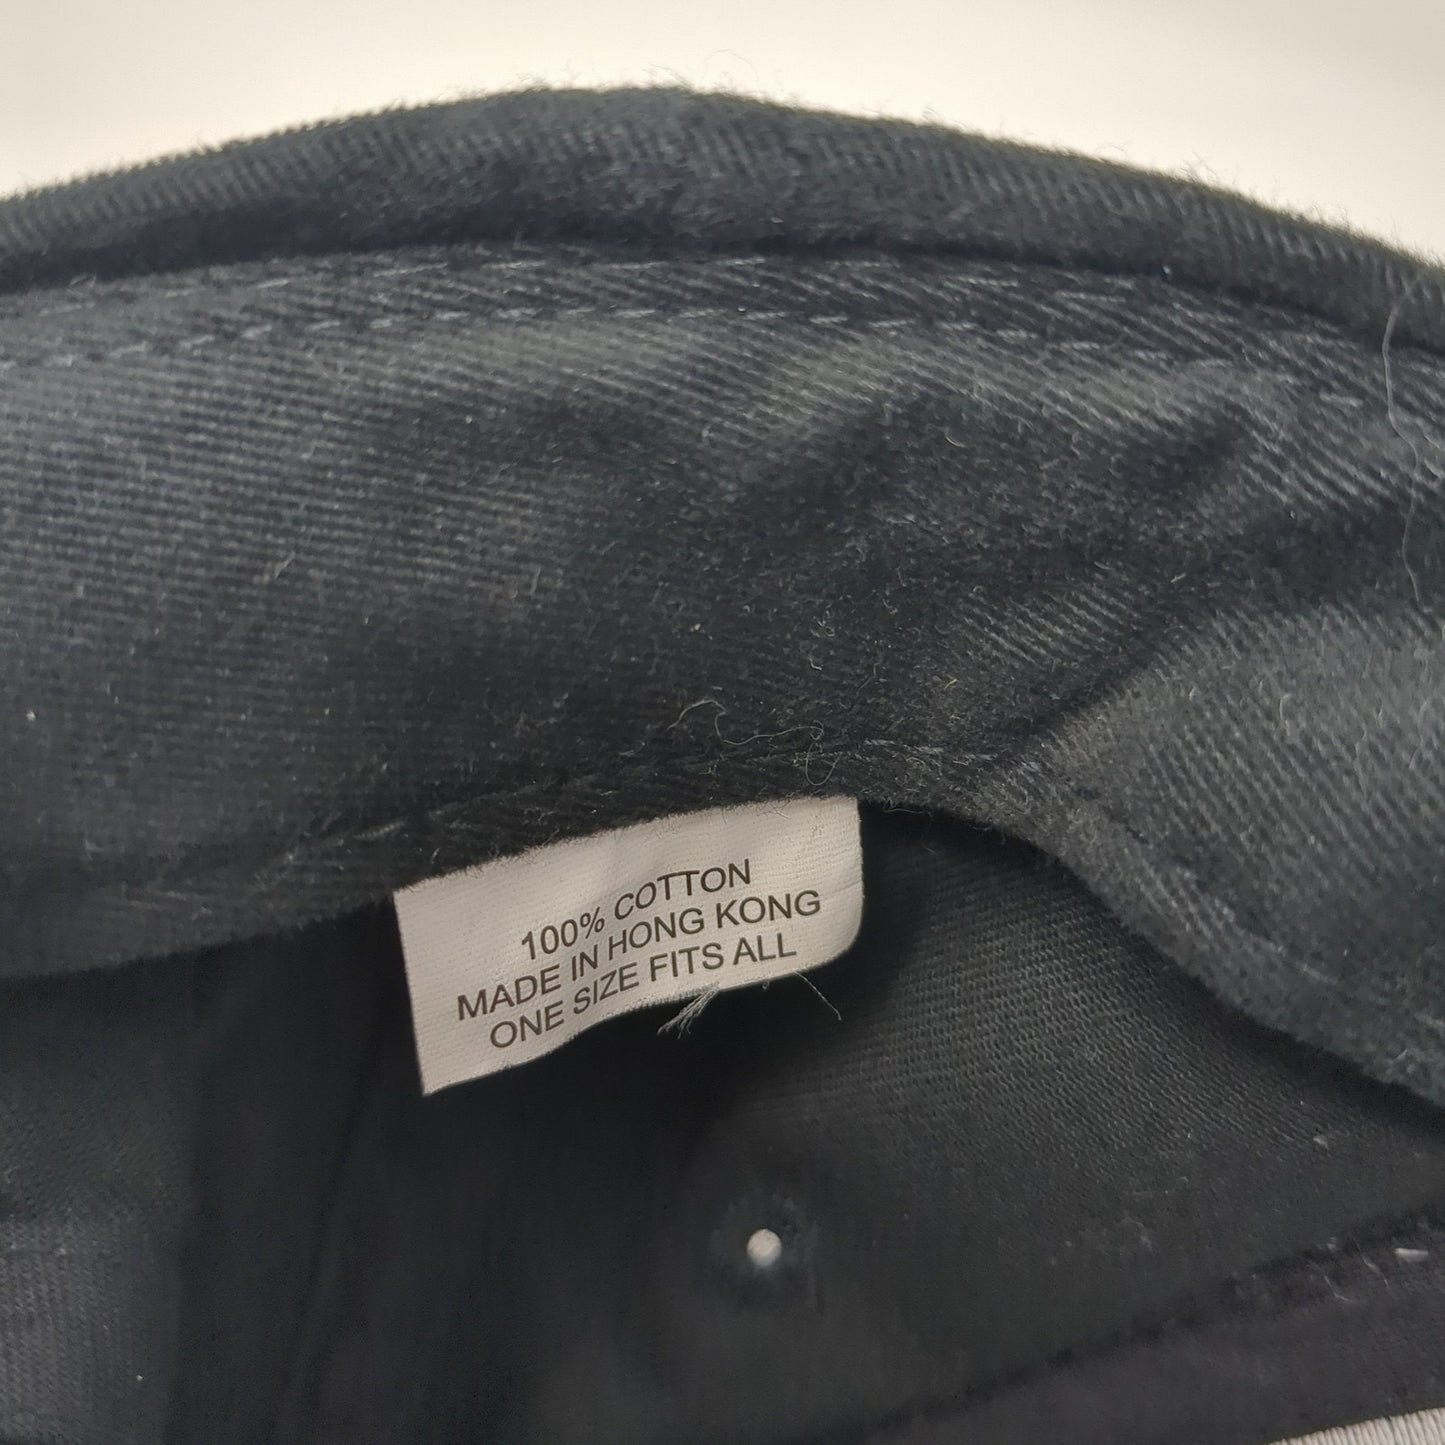 100% COTTON
MADE IN HONG KONG
ONE SIZE FITS ALL